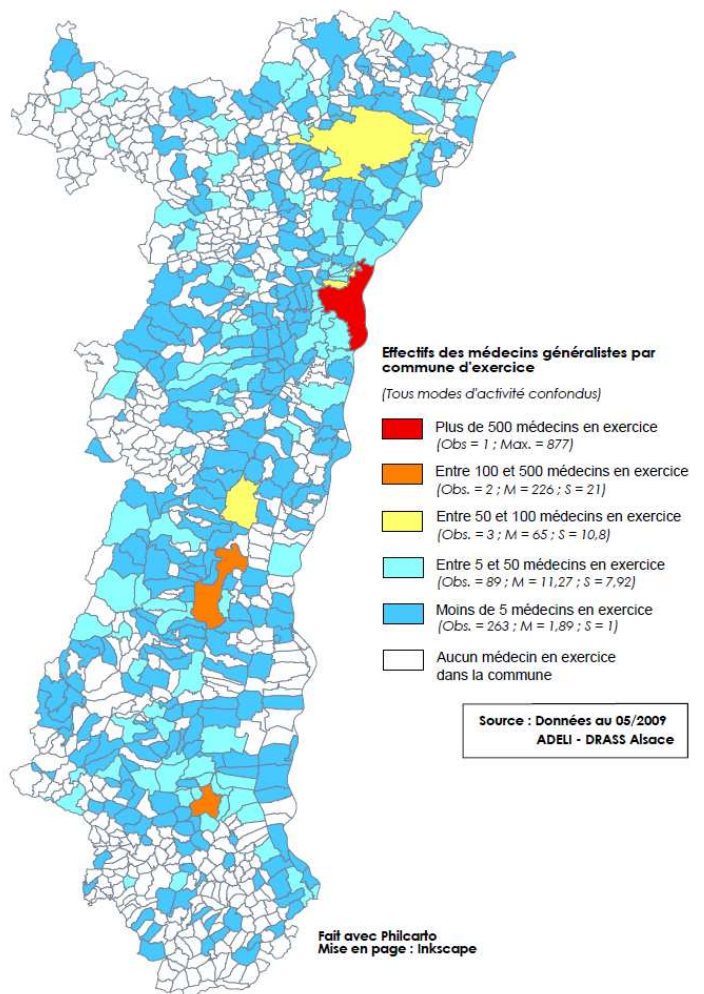 Effectifs des médecins généralistes par
commune d'exercice
(Tous modes d'activité confondus)
Plus de 500 médecins en exercice
(Obs = 1 ; Max. = 877)
Entre 100 et 500 médecins en exercice
(Obs. = 2 ; M = 226 ; S = 21)
Entre 50 et 100 médecins en exercice
(Obs. = 3 ; M = 65 ; S = 10,8)
Entre 5 et 50 médecins en exercice
(Obs. = 89 ; M = 11,27 ; S = 7,92)
Moins de 5 médecins en exercice
(Obs. = 263 ; M = 1,89 ; S = 1)
Aucun médecin en exercice
dans la commune
Source : Données au 05/2009
ADELI - DRASS Alsace
Fait avec Philcarto
Mise en page : Inkscape